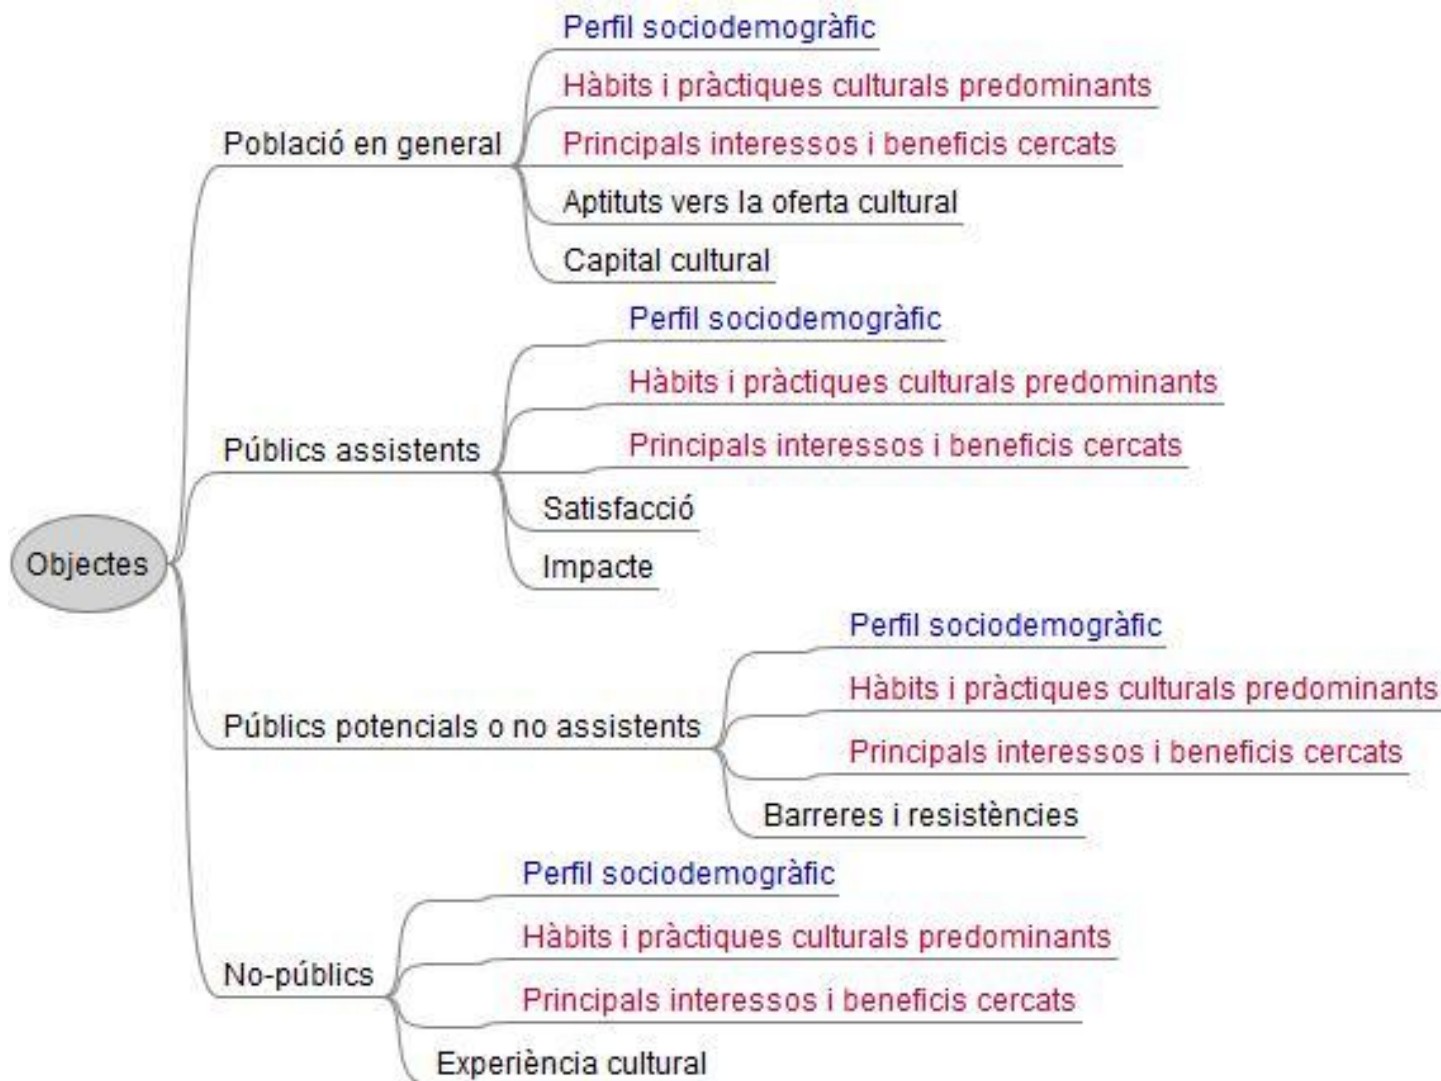 Objectes
Població en general
Perfil sociodemogràfic
Hàbits i pràctiques culturals predominants
Principals interessos i beneficis cercats
Aptituts vers la oferta cultural
Capital cultural
Públics assistents
Perfil sociodemogràfic
Hàbits i pràctiques culturals predominants
Principals interessos i beneficis cercats
Satisfacció
Impacte
Públics potencials o no assistents
Perfil sociodemogràfic
Hàbits i pràctiques culturals predominants
Principals interessos i beneficis cercats
Barreres i resistències
No-públics
Perfil sociodemogràfic
Hàbits i pràctiques culturals predominants
Principals interessos i beneficis cercats
Experiència cultural